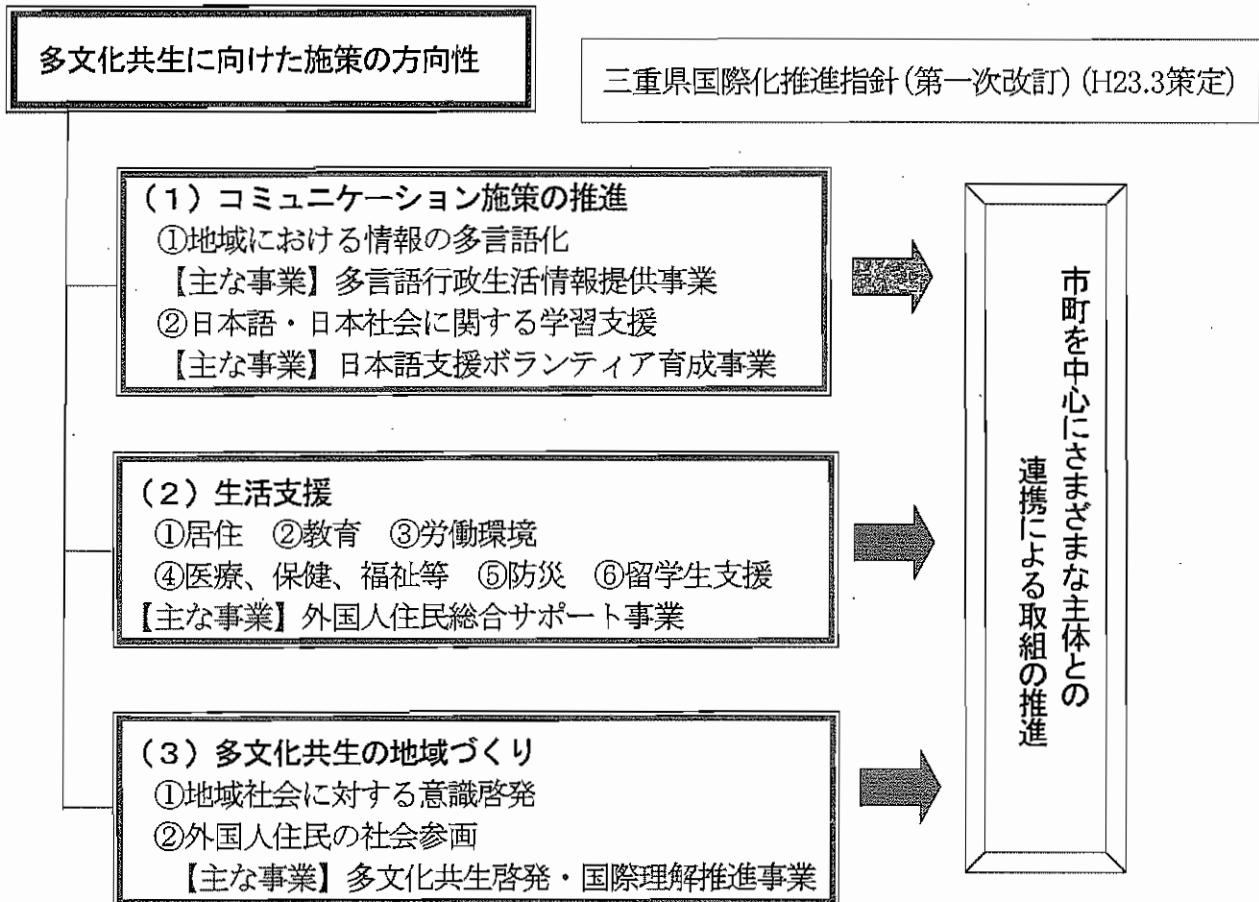 多文化共生に向けた施策の方向性
三重県国際化推進指針(第一次改訂)(H23.3策定)
(1)コミュニケーション施策の推進
①地域における情報の多言語化
【主な事業】多言語行政生活情報提供事業
②日本語・日本社会に関する学習支援
【主な事業】日本語支援ボランティア育成事業
(2)生活支援
①居住 ②教育 ③労働環境
④医療、保健、福祉等 ⑤防災 ⑥留学生支援
【主な事業】外国人住民総合サポート事業
(3)多文化共生の地域づくり
①地域社会に対する意識啓発
②外国人住民の社会参画
【主な事業】多文化共生啓発・国際理解推進事業
市町を中心にさまざまな主体との
連携による取組の推進